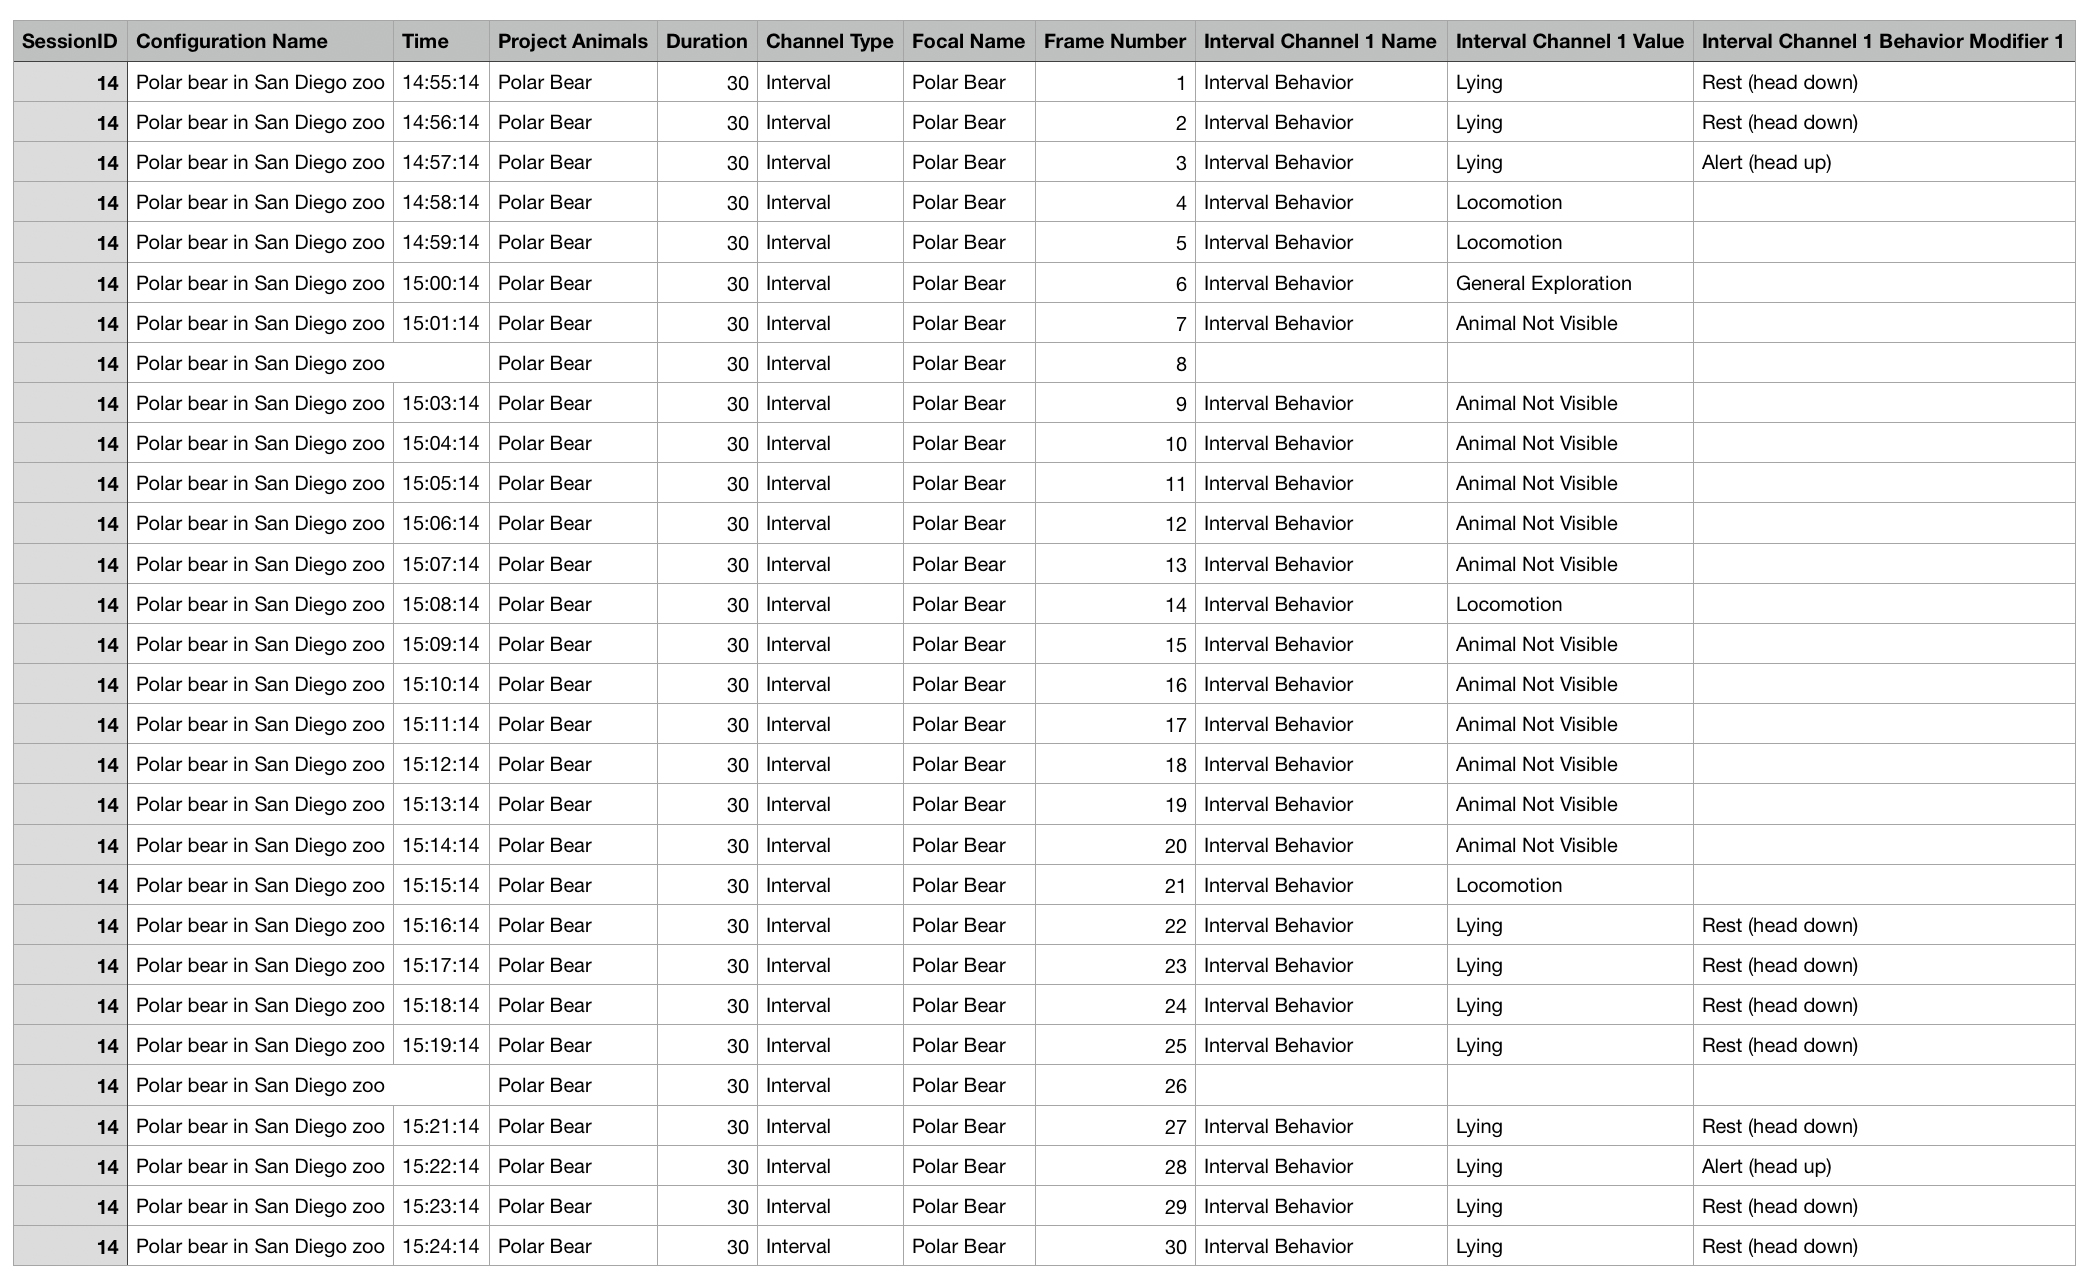 SessionID Configuration Name Time Project Animals Duration Channel Type Focal Name Frame Number Interval Channel 1 Name Interval Channel 1 Value Interval Channel 1 Behavior Modifier 1
14 Polar bear in San Diego zoo 14:55:14 Polar Bear 30 Interval Polar Bear 1 Interval Behavior Lying Rest (head down)
14 Polar bear in San Diego zoo 14:56:14 Polar Bear 30 Interval Polar Bear 2 Interval Behavior Lying Rest (head down)
14 Polar bear in San Diego zoo 14:57:14 Polar Bear 30 Interval Polar Bear 3 Interval Behavior Lying Alert (head up)
14 Polar bear in San Diego zoo 14:58:14 Polar Bear 30 Interval Polar Bear 4 Interval Behavior Locomotion
14 Polar bear in San Diego zoo 14:59:14 Polar Bear 30 Interval Polar Bear 5 Interval Behavior Locomotion
14 Polar bear in San Diego zoo 15:00:14 Polar Bear 30 Interval Polar Bear 6 Interval Behavior General Exploration
14 Polar bear in San Diego zoo 15:01:14 Polar Bear 30 Interval Polar Bear 7 Interval Behavior Animal Not Visible
14 Polar bear in San Diego zoo Polar Bear 30 Interval Polar Bear 8
14 Polar bear in San Diego zoo 15:03:14 Polar Bear 30 Interval Polar Bear 9 Interval Behavior Animal Not Visible
14 Polar bear in San Diego zoo 15:04:14 Polar Bear 30 Interval Polar Bear 10 Interval Behavior Animal Not Visible
14 Polar bear in San Diego zoo 15:05:14 Polar Bear 30 Interval Polar Bear 11 Interval Behavior Animal Not Visible
14 Polar bear in San Diego zoo 15:06:14 Polar Bear 30 Interval Polar Bear 12 Interval Behavior Animal Not Visible
14 Polar bear in San Diego zoo 15:07:14 Polar Bear 30 Interval Polar Bear 13 Interval Behavior Animal Not Visible
14 Polar bear in San Diego zoo 15:08:14 Polar Bear 30 Interval Polar Bear 14 Interval Behavior Locomotion
14 Polar bear in San Diego zoo 15:09:14 Polar Bear 30 Interval Polar Bear 15 Interval Behavior Animal Not Visible
14 Polar bear in San Diego zoo 15:10:14 Polar Bear 30 Interval Polar Bear 16 Interval Behavior Animal Not Visible
14 Polar bear in San Diego zoo 15:11:14 Polar Bear 30 Interval Polar Bear 17 Interval Behavior Animal Not Visible
14 Polar bear in San Diego zoo 15:12:14 Polar Bear 30 Interval Polar Bear 18 Interval Behavior Animal Not Visible
14 Polar bear in San Diego zoo 15:13:14 Polar Bear 30 Interval Polar Bear 19 Interval Behavior Animal Not Visible
14 Polar bear in San Diego zoo 15:14:14 Polar Bear 30 Interval Polar Bear 20 Interval Behavior Animal Not Visible
14 Polar bear in San Diego zoo 15:15:14 Polar Bear 30 Interval Polar Bear 21 Interval Behavior Locomotion
14 Polar bear in San Diego zoo 15:16:14 Polar Bear 30 Interval Polar Bear 22 Interval Behavior Lying Rest (head down)
14 Polar bear in San Diego zoo 15:17:14 Polar Bear 30 Interval Polar Bear 23 Interval Behavior Lying Rest (head down)
14 Polar bear in San Diego zoo 15:18:14 Polar Bear 30 Interval Polar Bear 24 Interval Behavior Lying Rest (head down)
14 Polar bear in San Diego zoo 15:19:14 Polar Bear 30 Interval Polar Bear 25 Interval Behavior Lying Rest (head down)
14 Polar bear in San Diego zoo Polar Bear 30 Interval Polar Bear 26
14 Polar bear in San Diego zoo 15:21:14 Polar Bear 30 Interval Polar Bear 27 Interval Behavior Lying Rest (head down)
14 Polar bear in San Diego zoo 15:22:14 Polar Bear 30 Interval Polar Bear 28 Interval Behavior Lying Alert (head up)
14 Polar bear in San Diego zoo 15:23:14 Polar Bear 30 Interval Polar Bear 29 Interval Behavior Lying Rest (head down)
14 Polar bear in San Diego zoo 15:24:14 Polar Bear 30 Interval Polar Bear 30 Interval Behavior Lying Rest (head down)